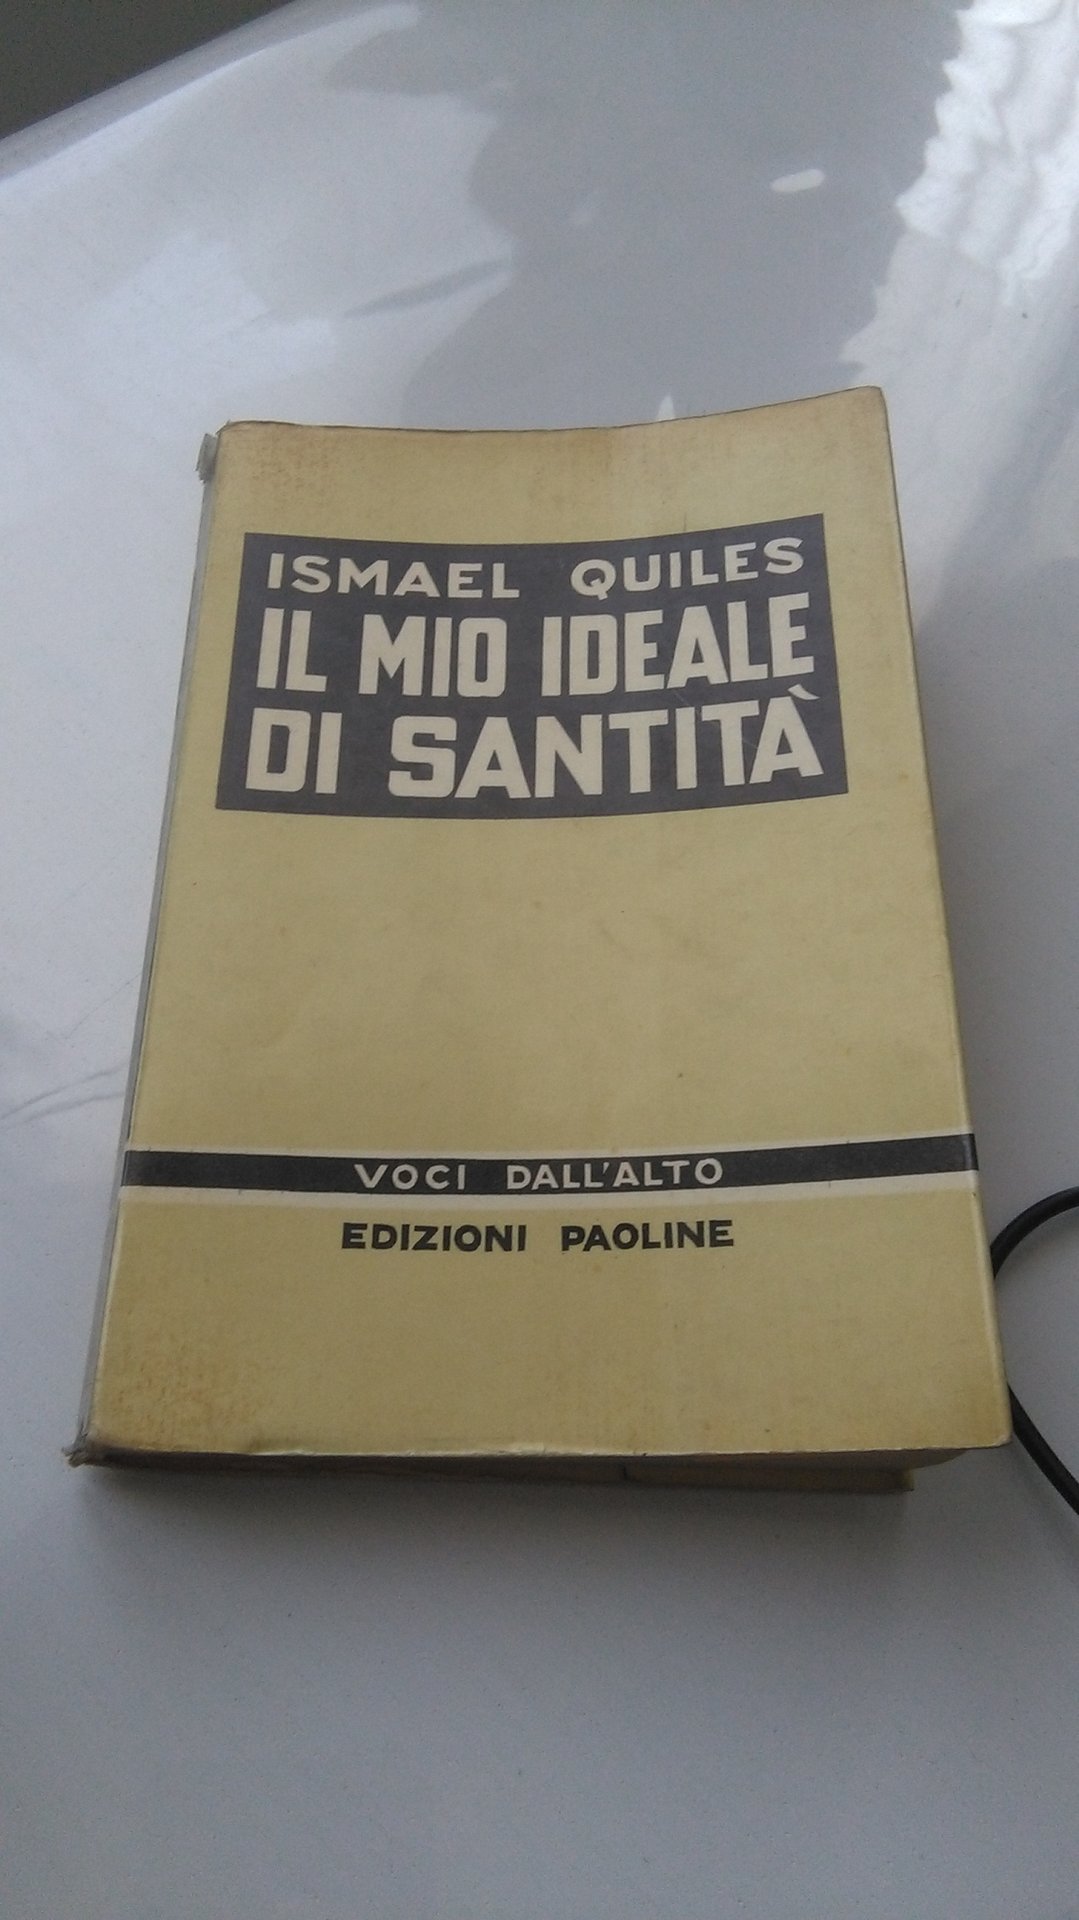 ISMAEL QUILES
IL MIO IDEALE
DI SANTITÀ
VOCI DALL'ALTO
EDIZIONI PAOLINE